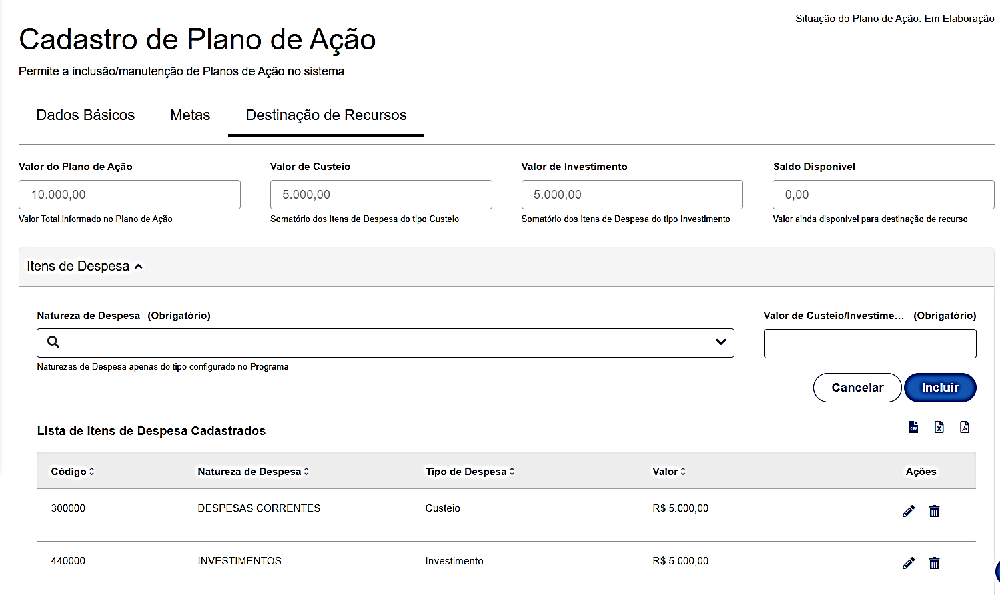 Situação do Plano de Ação: Em Elaboração
Cadastro de Plano de Ação
Permite a inclusão/manutenção de Planos de Ação no sistema
Dados Básicos Metas Destinação de Recursos
Valor do Plano de Ação Valor de Custeio Valor de Investimento Saldo Disponível
10.000,00 5.000,00 5.000,00 0,00
Valor Total informado no Plano de Ação Somatório dos Itens de Despesa do tipo Custeio Somatório dos Itens de Despesa do tipo Investimento Valor ainda disponível para destinação de recurso
Itens de Despesa
Natureza de Despesa (Obrigatório) Valor de Custeio/Investime... (Obrigatório)
Naturezas de Despesa apenas do tipo configurado no Programa
Cancelar Incluir
Lista de Itens de Despesa Cadastrados
Código Natureza de Despesa Tipo de Despesa Valor Ações
300000 DESPESAS CORRENTES Custeio R$ 5.000,00
440000 INVESTIMENTOS Investimento R$ 5.000,00